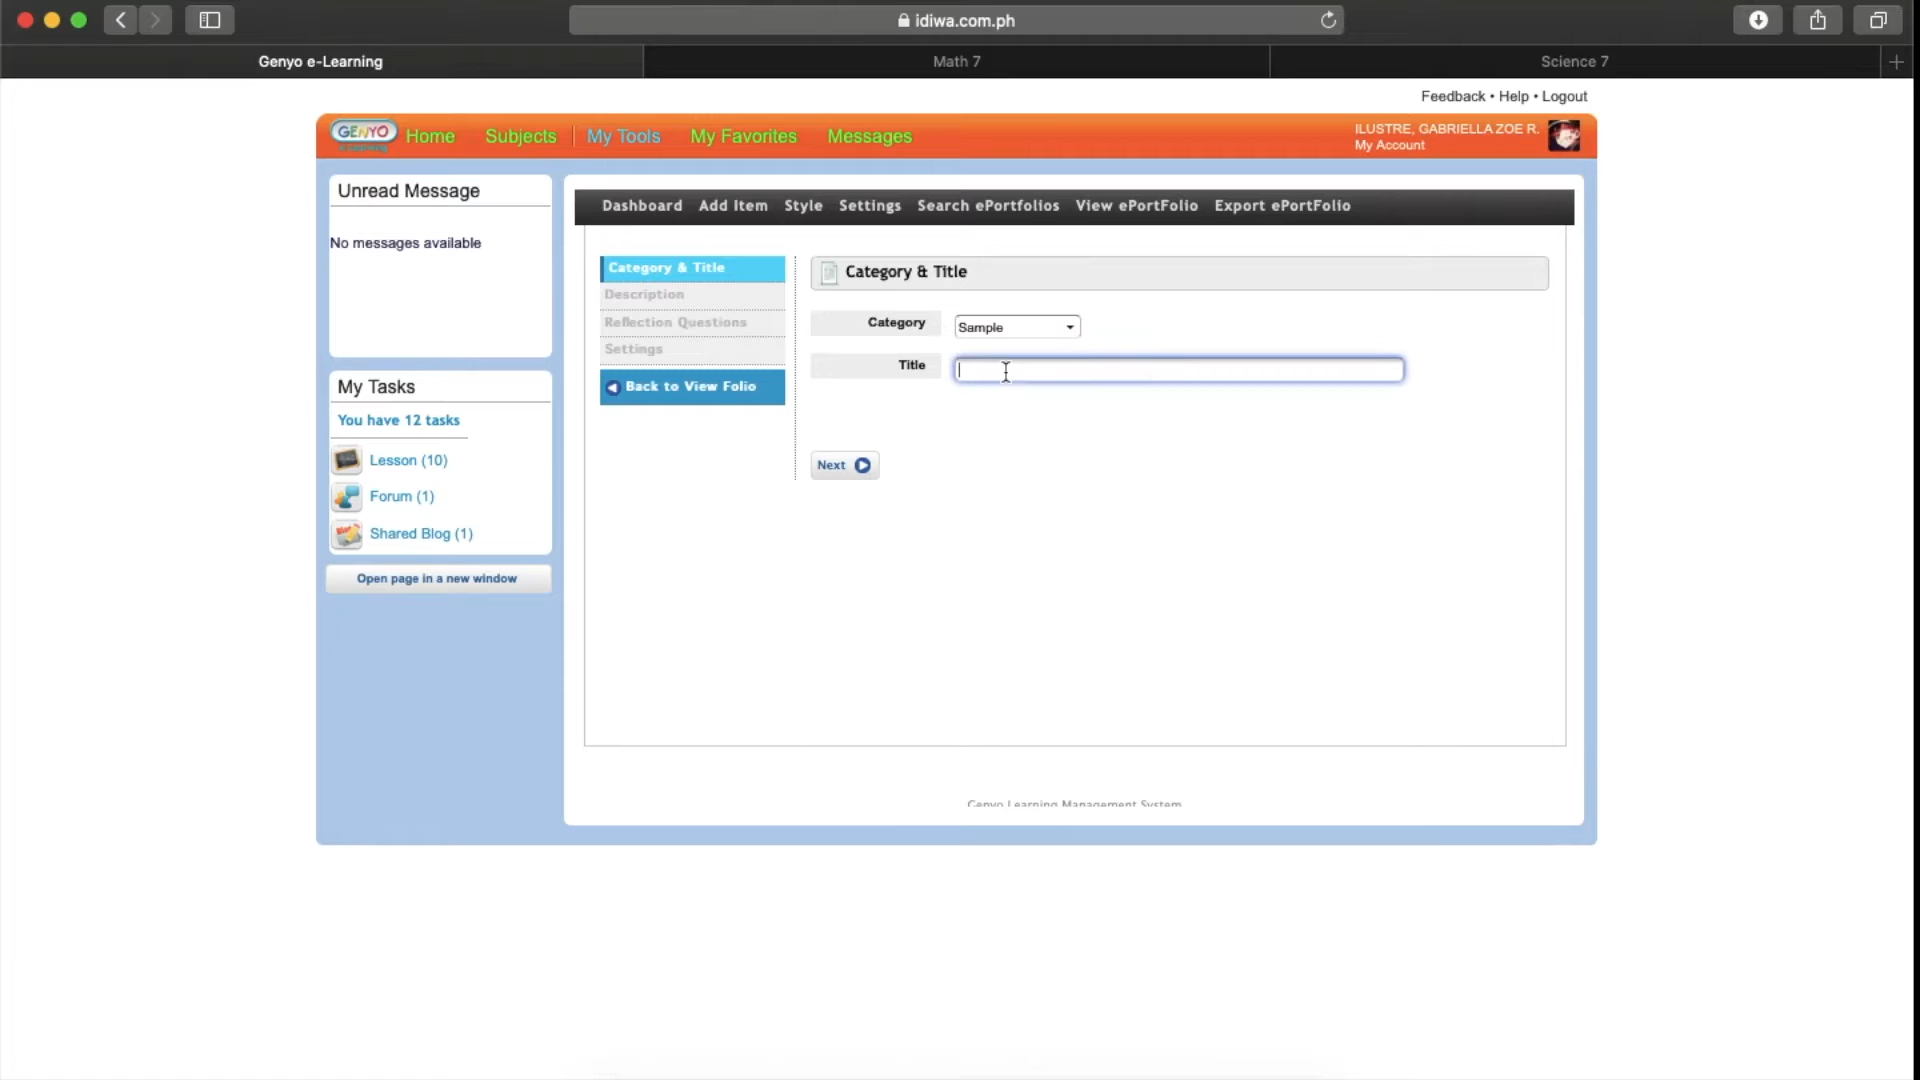 idiwa.com.ph
Genyo e-Learning
Math 7
Science 7
Feedback • Help • Logout
GENYO
Home
Subjects
My Tools
My Favorites
Messages
ILUSTRE, GABRIELLA ZOE R.
My Account
Unread Message
No messages available
My Tasks
You have 12 tasks
Lesson (10)
Forum (1)
Shared Blog (1)
Open page in a new window
Dashboard Add Item Style Settings Search ePortfolios View ePortFolio Export ePortFolio
Category & Title
Description
Reflection Questions
Settings
Back to View Folio
Category & Title
Category
Sample
Title
Next
Genyo Learning Management System